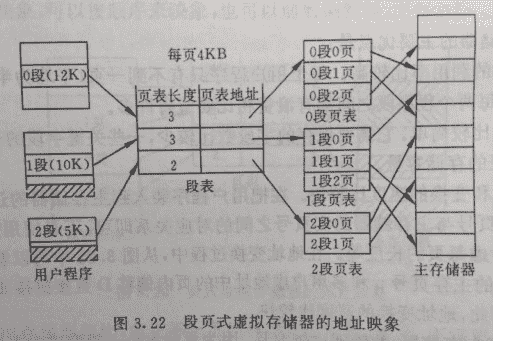 每页4KB
0段(12K)
1段(10K)
2段(5K)
用户程序
页表长度 页表地址
3
3
2
段表
0段0页
0段1页
0段2页
0段页表
1段0页
1段1页
1段2页
1段页表
2段0页
2段1页
2段页表
主存储器
图 3.22 段页式虚拟存储器的地址映象